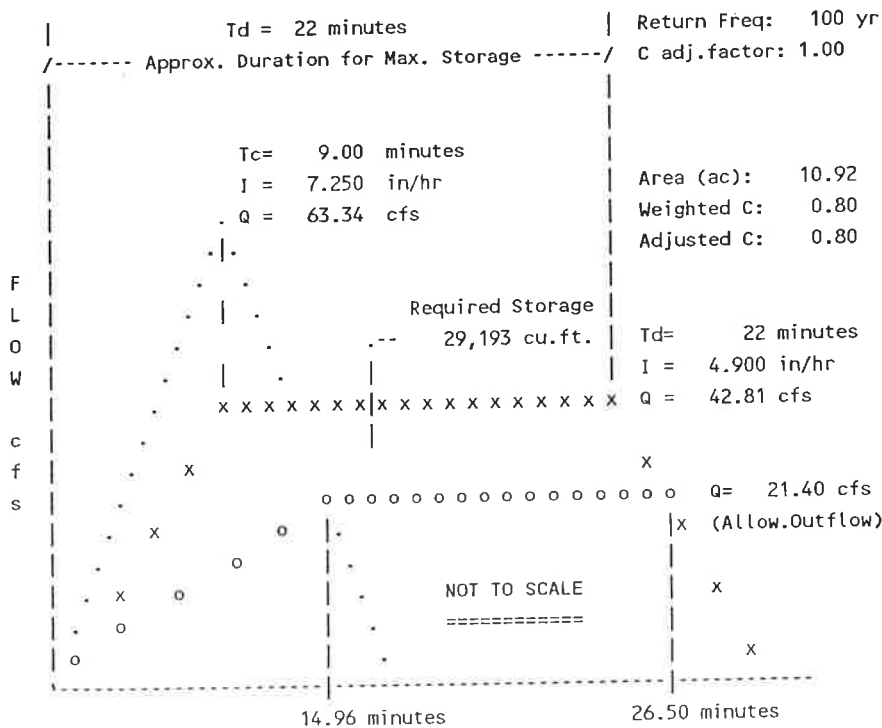 Td = 22 minutes
Return Freq: 100 yr
/------- Approx. Duration for Max. Storage ------/
C adj.factor: 1.00
Tc= 9.00 minutes
I = 7.250 in/hr
Q = 63.34 cfs
Area (ac): 10.92
Weighted C: 0.80
Adjusted C: 0.80
F
L
O
W
c
f
s
Required Storage
29,193 cu.ft.
Td= 22 minutes
I = 4.900 in/hr
Q = 42.81 cfs
x x x x x x x x x x x x x x x x x x
o o o o o o o o o o o o o o o o
Q= 21.40 cfs
(Allow.Outflow)
NOT TO SCALE
============
14.96 minutes
26.50 minutes